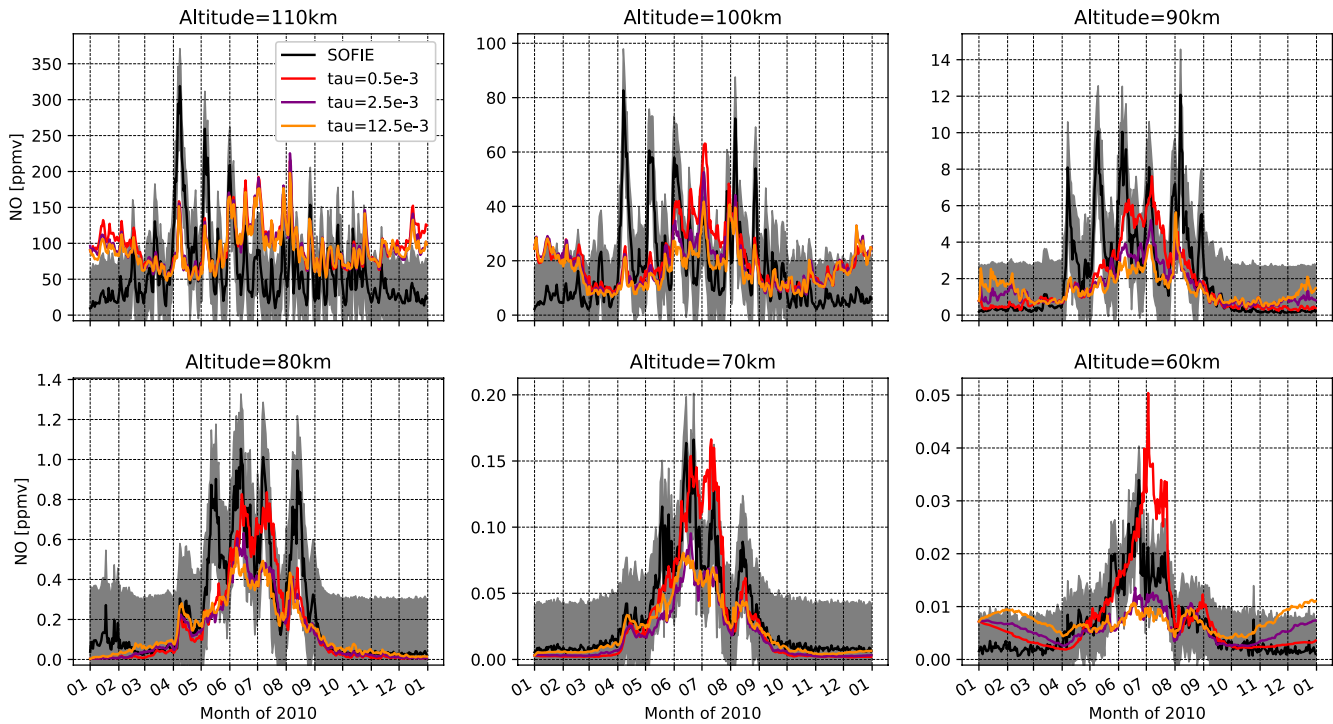 Altitude=110km
Altitude=100km
Altitude=90km
NO [ppmv]
350
300
250
200
150
100
50
0
SOFIE
tau=0.5e-3
tau=2.5e-3
tau=12.5e-3
100
80
60
40
20
0
14
12
10
8
6
4
2
0
Altitude=80km
Altitude=70km
Altitude=60km
NO [ppmv]
1.4
1.2
1.0
0.8
0.6
0.4
0.2
0.0
0.20
0.15
0.10
0.05
0.00
0.05
0.04
0.03
0.02
0.01
0.00
01 02 03 04 05 06 07 08 09 10 11 12 01
01 02 03 04 05 06 07 08 09 10 11 12 01
01 02 03 04 05 06 07 08 09 10 11 12 01
Month of 2010
Month of 2010
Month of 2010